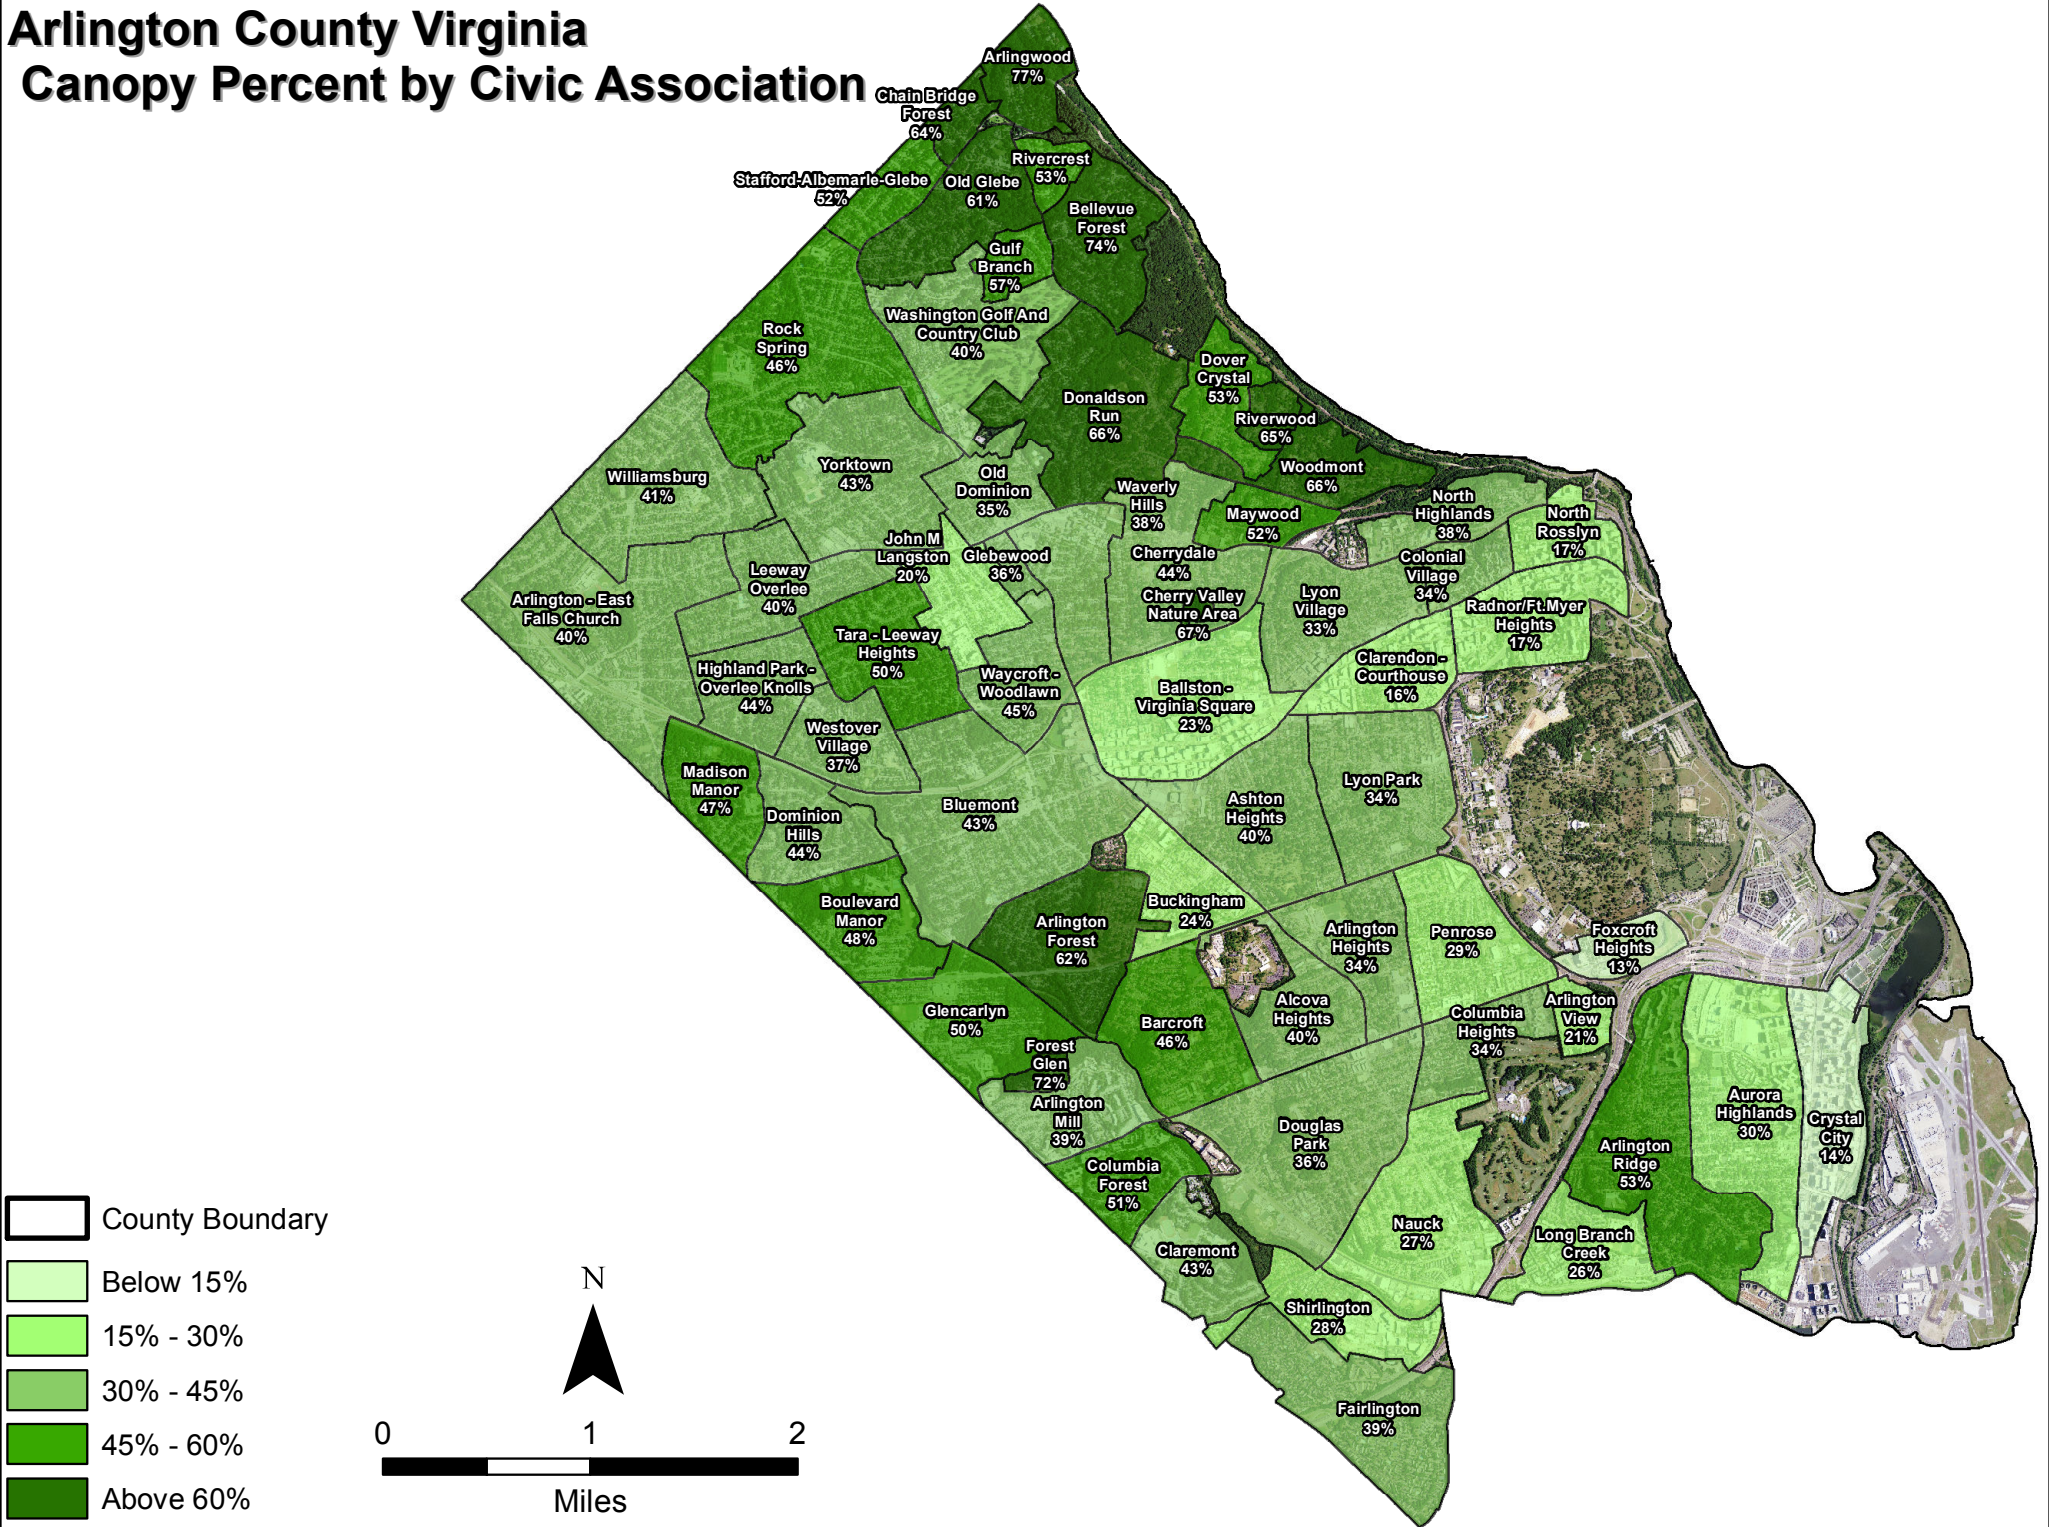 Arlington County Virginia
Canopy Percent by Civic Association
Arlingwood
77%
Chain Bridge
Forest
64%
Rivercrest
53%
Stafford-Albemarle-Glebe
52%
Old Glebe
61%
Bellevue
Forest
74%
Gulf
Branch
57%
Washington Golf And
Country Club
40%
Rock
Spring
46%
Dover
Crystal
53%
Donaldson
Run
66%
Riverwood
65%
Woodmont
66%
Williamsburg
41%
Yorktown
43%
Old
Dominion
35%
Waverly
Hills
38%
Maywood
52%
North
Highlands
38%
North
Rosslyn
17%
John M
Langston
20%
Glebewood
36%
Cherrydale
44%
Colonial
Village
34%
Leeway
Overlee
40%
Arlington - East
Falls Church
40%
Cherry Valley
Nature Area
67%
Lyon
Village
33%
Radnor/Ft.Myer
Heights
17%
Tara - Leeway
Heights
50%
Highland Park -
Overlee Knolls
44%
Waycroft -
Woodlawn
45%
Ballston -
Virginia Square
23%
Clarendon -
Courthouse
16%
Westover
Village
37%
Madison
Manor
47%
Dominion
Hills
44%
Bluemont
43%
Ashton
Heights
40%
Lyon Park
34%
Boulevard
Manor
48%
Arlington
Forest
62%
Buckingham
24%
Arlington
Heights
34%
Penrose
29%
Foxcroft
Heights
13%
Glencarlyn
50%
Barcroft
46%
Alcova
Heights
40%
Columbia
Heights
34%
Arlington
View
21%
Forest
Glen
72%
Arlington
Mill
39%
Douglas
Park
36%
Aurora
Highlands
30%
Crystal
City
14%
Arlington
Ridge
53%
Columbia
Forest
51%
Nauck
27%
Long Branch
Creek
26%
Claremont
43%
Shirlington
28%
Fairlington
39%
County Boundary
Below 15%
15% - 30%
30% - 45%
45% - 60%
Above 60%
N
0 1 2
Miles